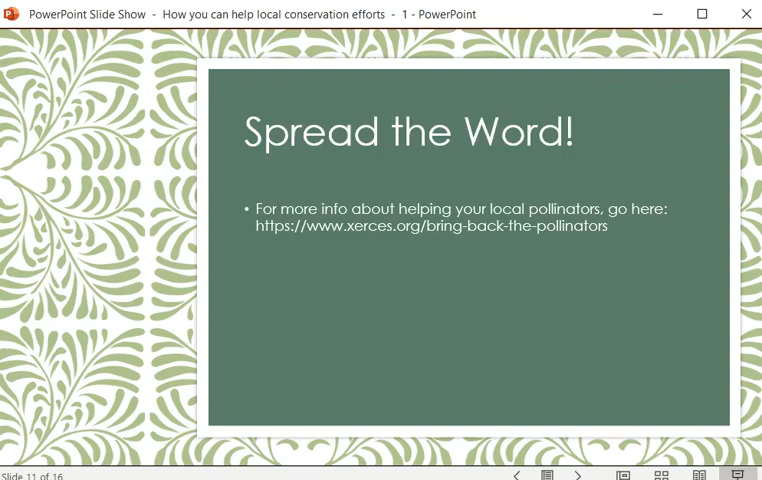 PowerPoint Slide Show - How you can help local conservation efforts - 1 - PowerPoint
Spread the Word!
• For more info about helping your local pollinators, go here:
https://www.xerces.org/bring-back-the-pollinators
Slide 11 of 16